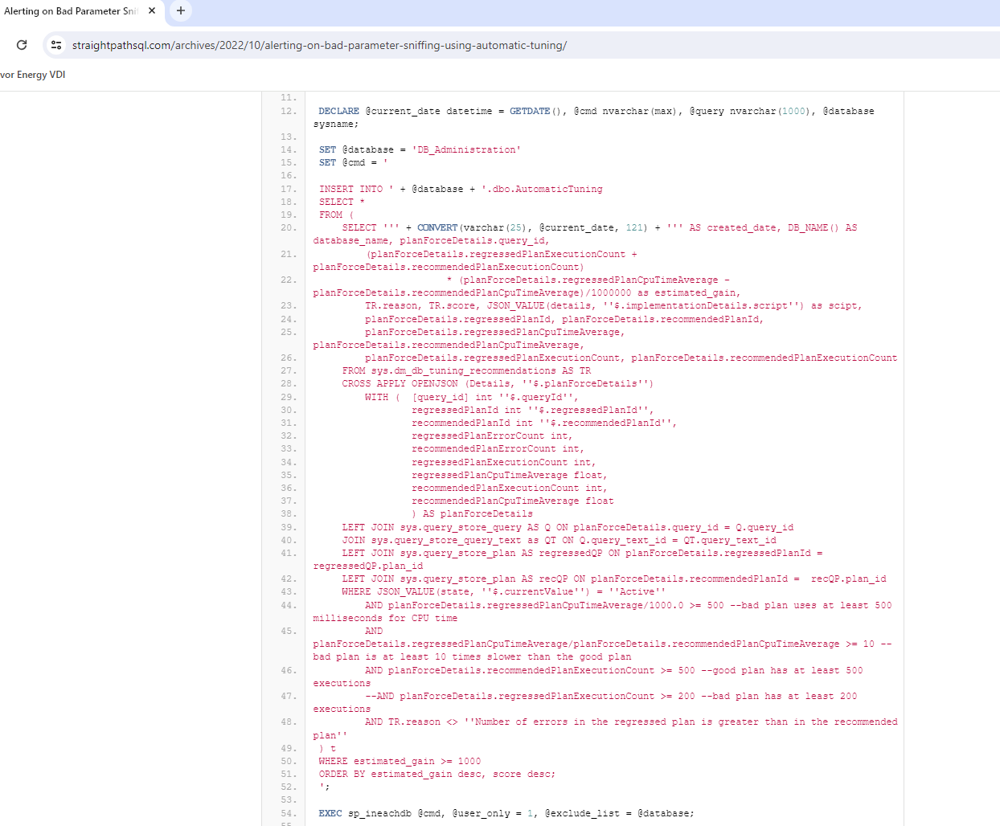 Alerting on Bad Parameter Sni
straightpathsql.com/archives/2022/10/alerting-on-bad-parameter-sniffing-using-automatic-tuning/
vor Energy VDI
11.
12. DECLARE @current_date datetime = GETDATE(), @cmd nvarchar(max), @query nvarchar(1000), @database
sysname;
13.
14. SET @database = 'DB_Administration'
15. SET @cmd = '
16.
17. INSERT INTO ' + @database + '.dbo.AutomaticTuning
18. SELECT *
19. FROM (
20. SELECT ''' + CONVERT(varchar(25), @current_date, 121) + ''' AS created_date, DB_NAME() AS
database_name, planForceDetails.query_id,
21. (planForceDetails.regressedPlanExecutionCount +
planForceDetails.recommendedPlanExecutionCount)
22. * (planForceDetails.regressedPlanCpuTimeAverage -
planForceDetails.recommendedPlanCpuTimeAverage)/1000000 as estimated_gain,
23. TR.reason, TR.score, JSON_VALUE(details, ''$.implementationDetails.script'') as scipt,
24. planForceDetails.regressedPlanId, planForceDetails.recommendedPlanId,
25. planForceDetails.regressedPlanCpuTimeAverage,
planForceDetails.recommendedPlanCpuTimeAverage,
26. planForceDetails.regressedPlanExecutionCount, planForceDetails.recommendedPlanExecutionCount
27. FROM sys.dm_db_tuning_recommendations AS TR
28. CROSS APPLY OPENJSON (Details, ''$.planForceDetails'')
29. WITH ( [query_id] int ''$.queryId'',
30. regressedPlanId int ''$.regressedPlanId'',
31. recommendedPlanId int ''$.recommendedPlanId'',
32. regressedPlanErrorCount int,
33. recommendedPlanErrorCount int,
34. regressedPlanExecutionCount int,
35. regressedPlanCpuTimeAverage float,
36. recommendedPlanExecutionCount int,
37. recommendedPlanCpuTimeAverage float
38. ) AS planForceDetails
39. LEFT JOIN sys.query_store_query AS Q ON planForceDetails.query_id = Q.query_id
40. JOIN sys.query_store_query_text as QT ON Q.query_text_id = QT.query_text_id
41. LEFT JOIN sys.query_store_plan AS regressedQP ON planForceDetails.regressedPlanId =
regressedQP.plan_id
42. LEFT JOIN sys.query_store_plan AS recQP ON planForceDetails.recommendedPlanId = recQP.plan_id
43. WHERE JSON_VALUE(state, ''$.currentValue'') = ''Active''
44. AND planForceDetails.regressedPlanCpuTimeAverage/1000.0 >= 500 --bad plan uses at least 500
milliseconds for CPU time
45. AND
planForceDetails.regressedPlanCpuTimeAverage/planForceDetails.recommendedPlanCpuTimeAverage >= 10 --
bad plan is at least 10 times slower than the good plan
46. AND planForceDetails.recommendedPlanExecutionCount >= 500 --good plan has at least 500
executions
47. --AND planForceDetails.regressedPlanExecutionCount >= 200 --bad plan has at least 200
executions
48. AND TR.reason <> ''Number of errors in the regressed plan is greater than in the recommended
plan''
49. ) t
50. WHERE estimated_gain >= 1000
51. ORDER BY estimated_gain desc, score desc;
52. ';
53.
54. EXEC sp_ineachdb @cmd, @user_only = 1, @exclude_list = @database;